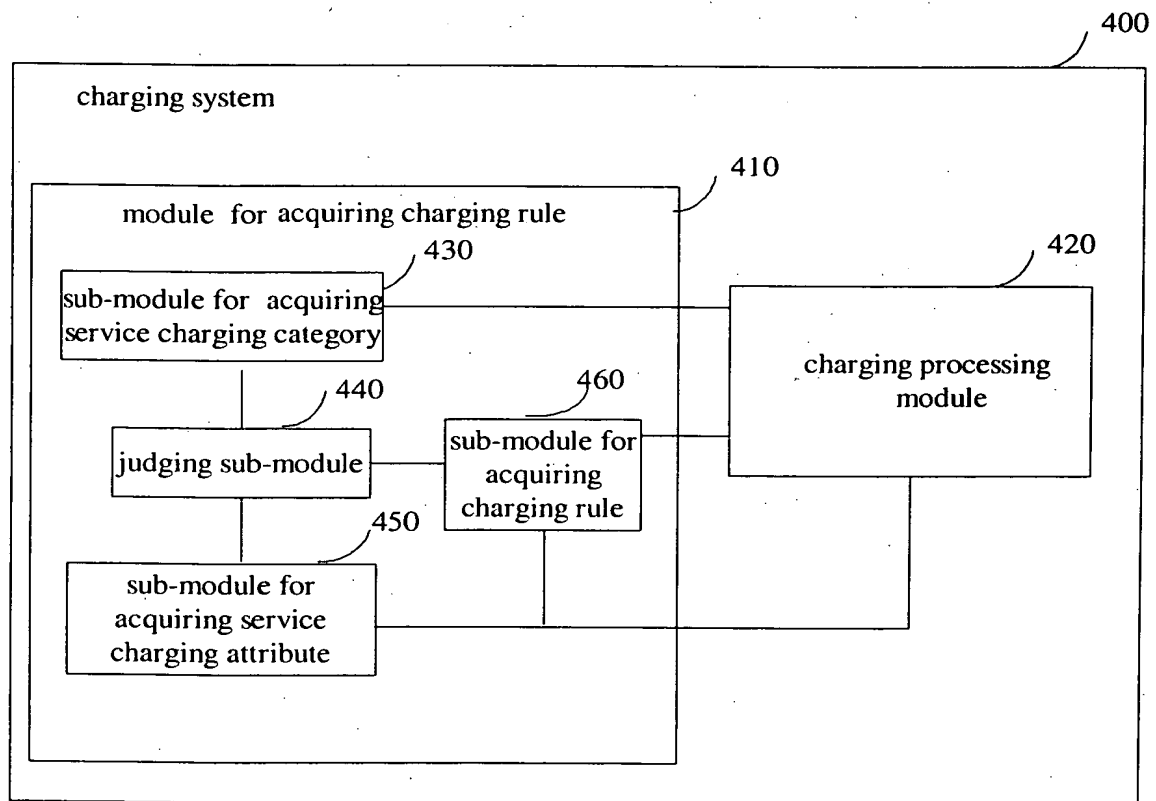 400
charging system
410
module for acquiring charging rule
430
420
sub-module for acquiring
service charging category
charging processing
module
440
460
judging sub-module
sub-module for
acquiring
charging rule
450
sub-module for
acquiring service
charging attribute